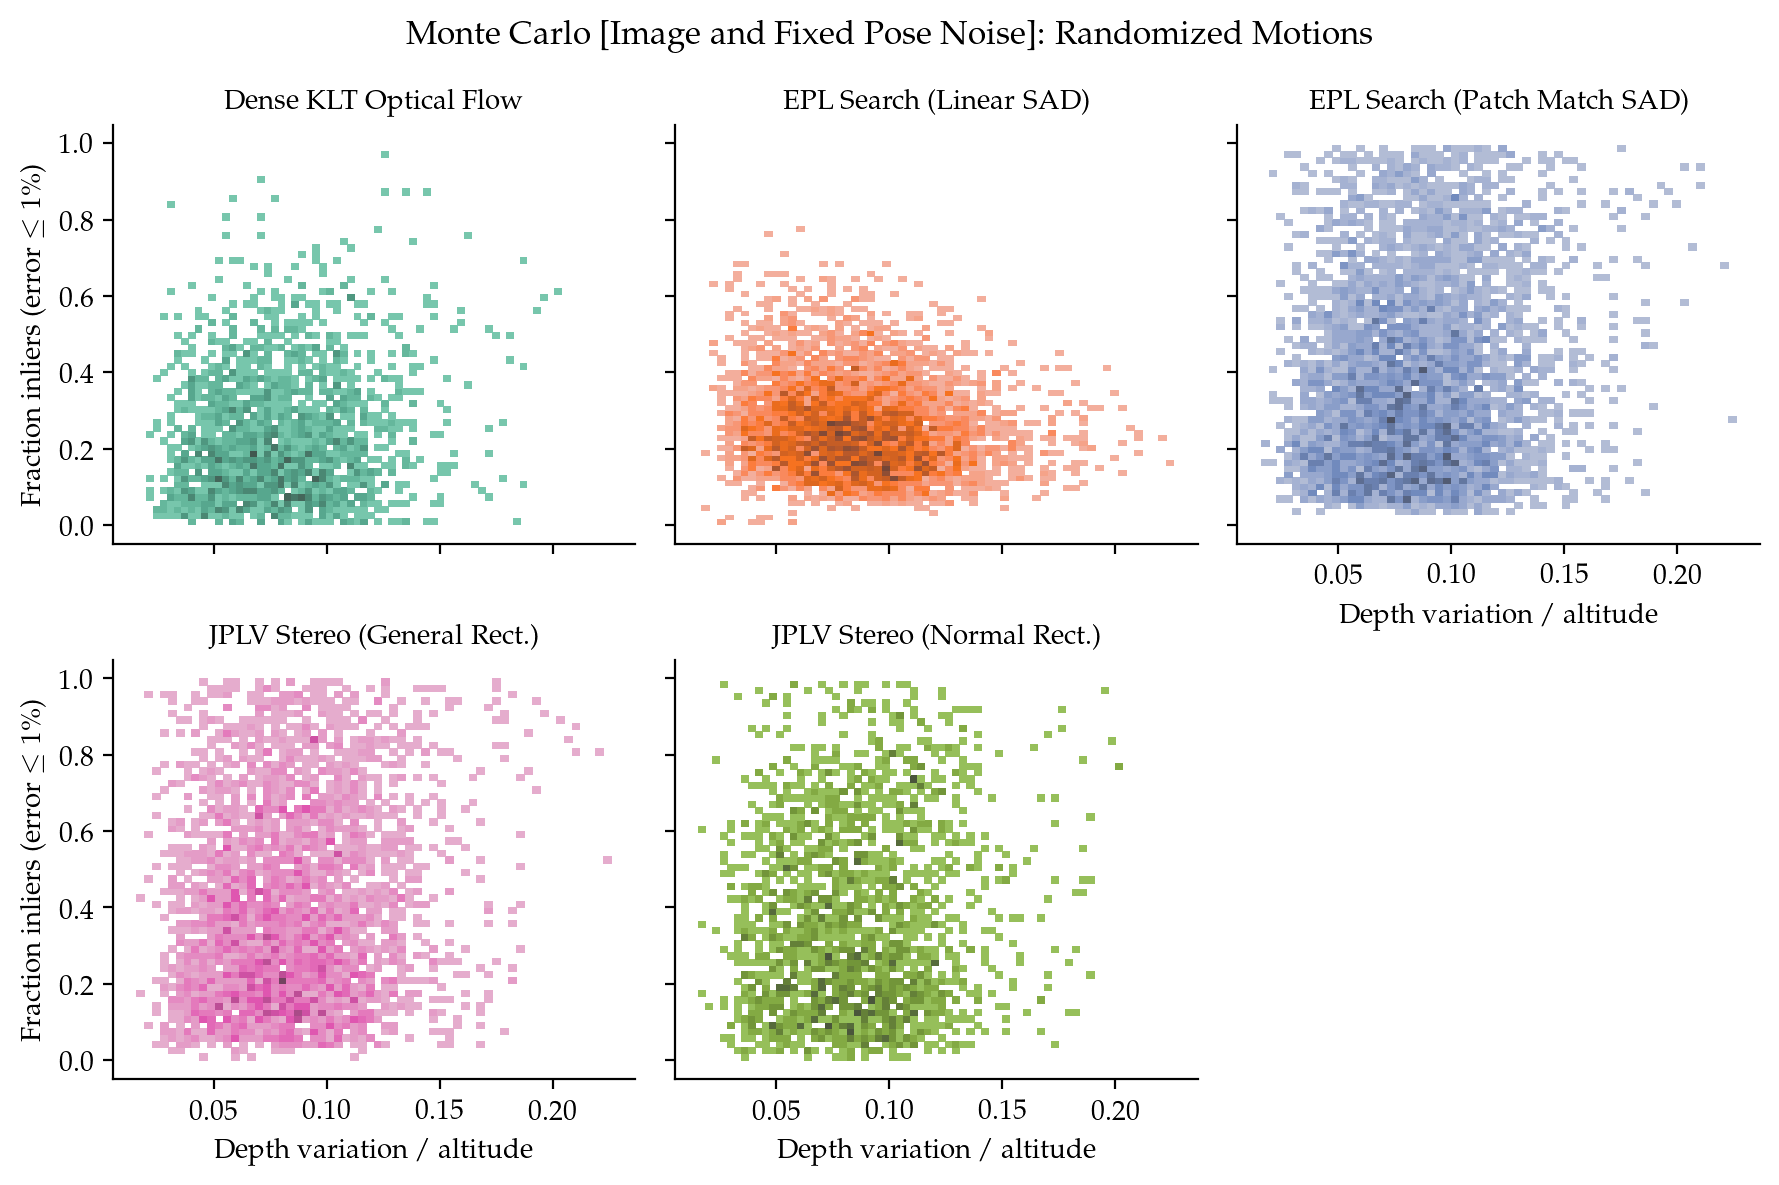 Monte Carlo [Image and Fixed Pose Noise]: Randomized Motions
Dense KLT Optical Flow
EPL Search (Linear SAD)
EPL Search (Patch Match SAD)
Fraction inliers (error ≤ 1%)
1.0
0.8
0.6
0.4
0.2
0.0
0.05 0.10 0.15 0.20
Depth variation / altitude
JPLV Stereo (General Rect.)
JPLV Stereo (Normal Rect.)
Fraction inliers (error ≤ 1%)
1.0
0.8
0.6
0.4
0.2
0.0
0.05 0.10 0.15 0.20
0.05 0.10 0.15 0.20
Depth variation / altitude
Depth variation / altitude